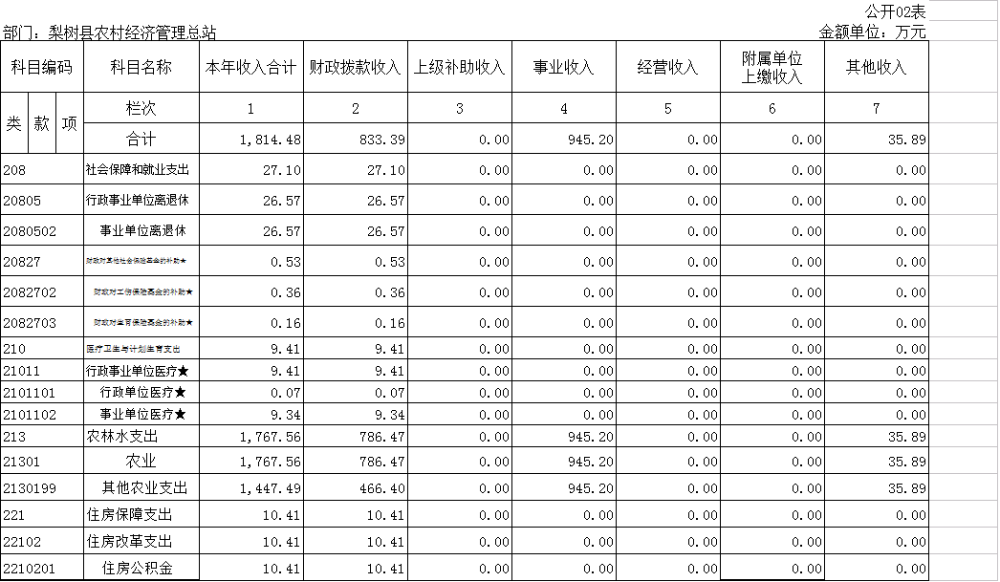 公开02表
部门：梨树县农村经济管理总站 金额单位：万元
科目编码 科目名称 本年收入合计 财政拨款收入 上级补助收入 事业收入 经营收入 附属单位上缴收入 其他收入
类 款 项 栏次 1 2 3 4 5 6 7
合计 1,814.48 833.39 0.00 945.20 0.00 0.00 35.89
208 社会保障和就业支出 27.10 27.10 0.00 0.00 0.00 0.00 0.00
20805 行政事业单位离退休 26.57 26.57 0.00 0.00 0.00 0.00 0.00
2080502 事业单位离退休 26.57 26.57 0.00 0.00 0.00 0.00 0.00
20827 财政对其他社会保险基金的补助★ 0.53 0.53 0.00 0.00 0.00 0.00 0.00
2082702 财政对工伤保险基金的补助★ 0.36 0.36 0.00 0.00 0.00 0.00 0.00
2082703 财政对生育保险基金的补助★ 0.16 0.16 0.00 0.00 0.00 0.00 0.00
210 医疗卫生与计划生育支出 9.41 9.41 0.00 0.00 0.00 0.00 0.00
21011 行政事业单位医疗★ 9.41 9.41 0.00 0.00 0.00 0.00 0.00
2101101 行政单位医疗★ 0.07 0.07 0.00 0.00 0.00 0.00 0.00
2101102 事业单位医疗★ 9.34 9.34 0.00 0.00 0.00 0.00 0.00
213 农林水支出 1,767.56 786.47 0.00 945.20 0.00 0.00 35.89
21301 农业 1,767.56 786.47 0.00 945.20 0.00 0.00 35.89
2130199 其他农业支出 1,447.49 466.40 0.00 945.20 0.00 0.00 35.89
221 住房保障支出 10.41 10.41 0.00 0.00 0.00 0.00 0.00
22102 住房改革支出 10.41 10.41 0.00 0.00 0.00 0.00 0.00
2210201 住房公积金 10.41 10.41 0.00 0.00 0.00 0.00 0.00